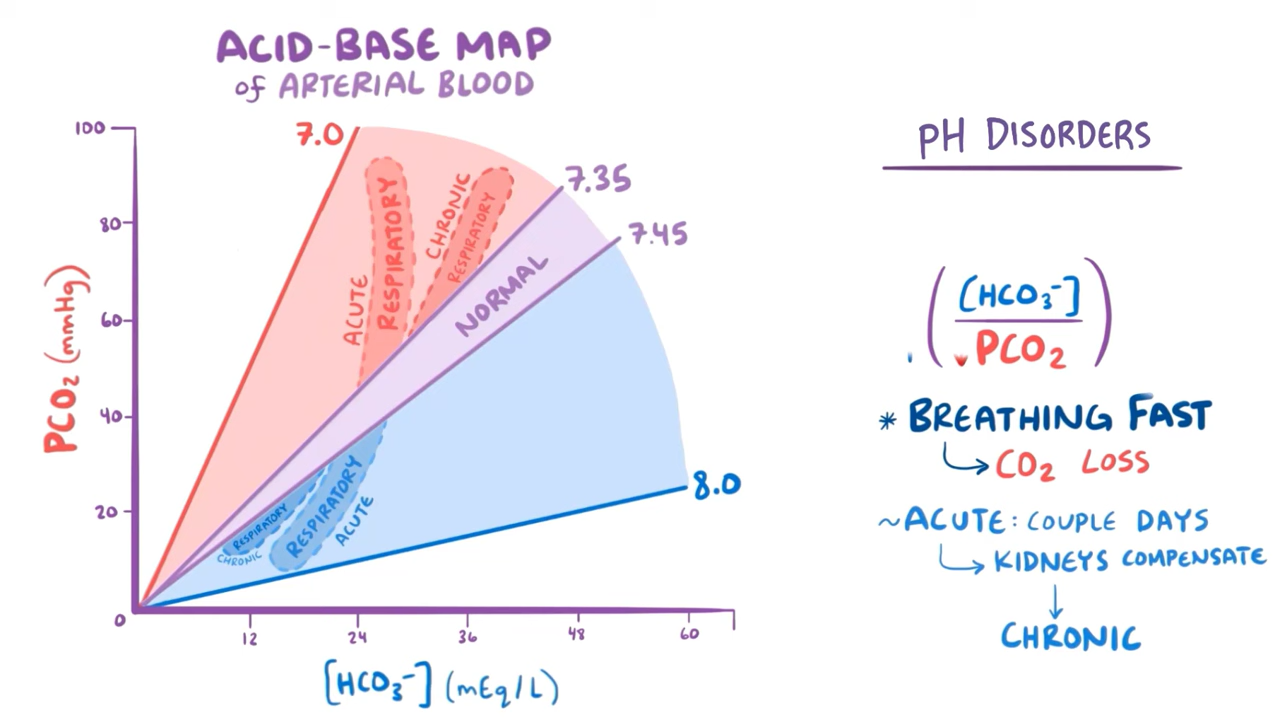 ACID-BASE MAP
of ARTERIAL BLOOD
100
80
60
40
20
0
PCO₂ (mmHg)
7.0
7.35
7.45
8.0
ACUTE
RESPIRATORY
CHRONIC
RESPIRATORY
NORMAL
RESPIRATORY
CHRONIC
RESPIRATORY
ACUTE
12 24 36 48 60
[HCO₃⁻] (mEq/L)
pH DISORDERS
([HCO₃⁻]
PCO₂)
* BREATHING FAST
CO₂ LOSS
~ACUTE: COUPLE DAYS
KIDNEYS COMPENSATE
CHRONIC